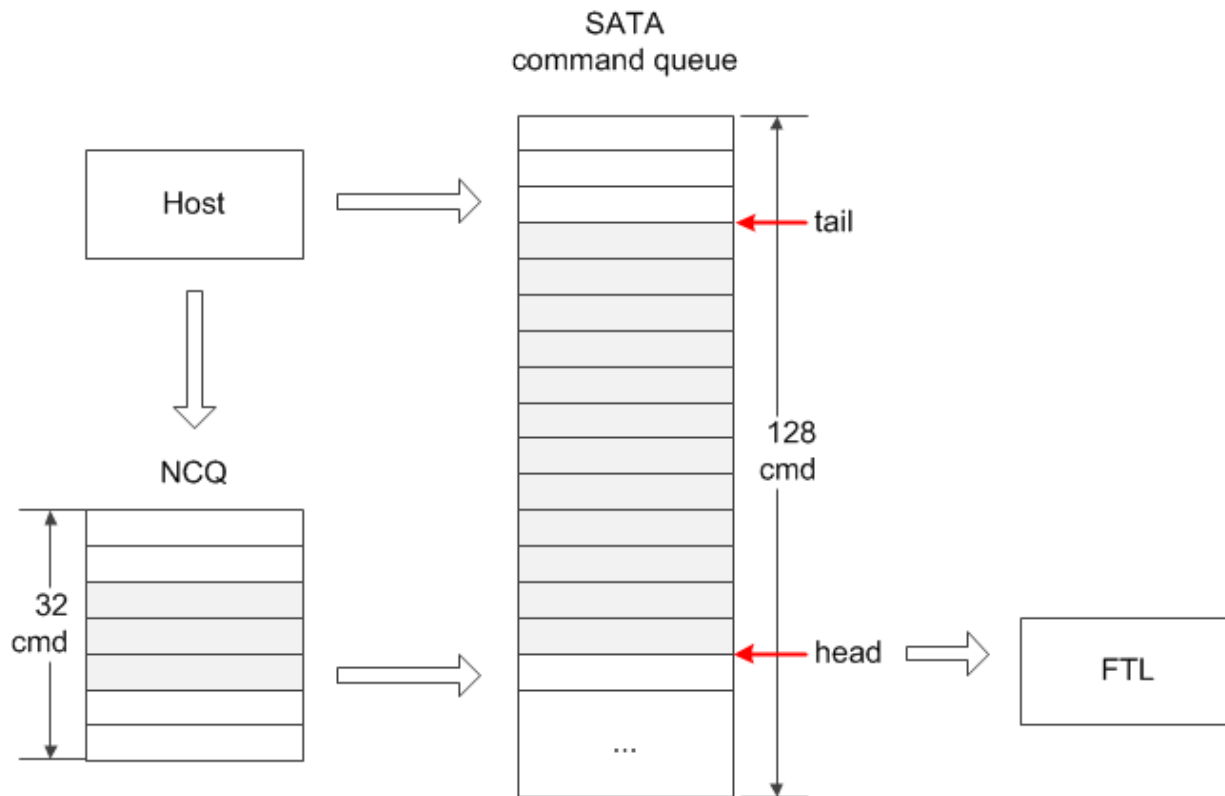 SATA
command queue
Host
tail
128
cmd
NCQ
32
cmd
head
FTL
...